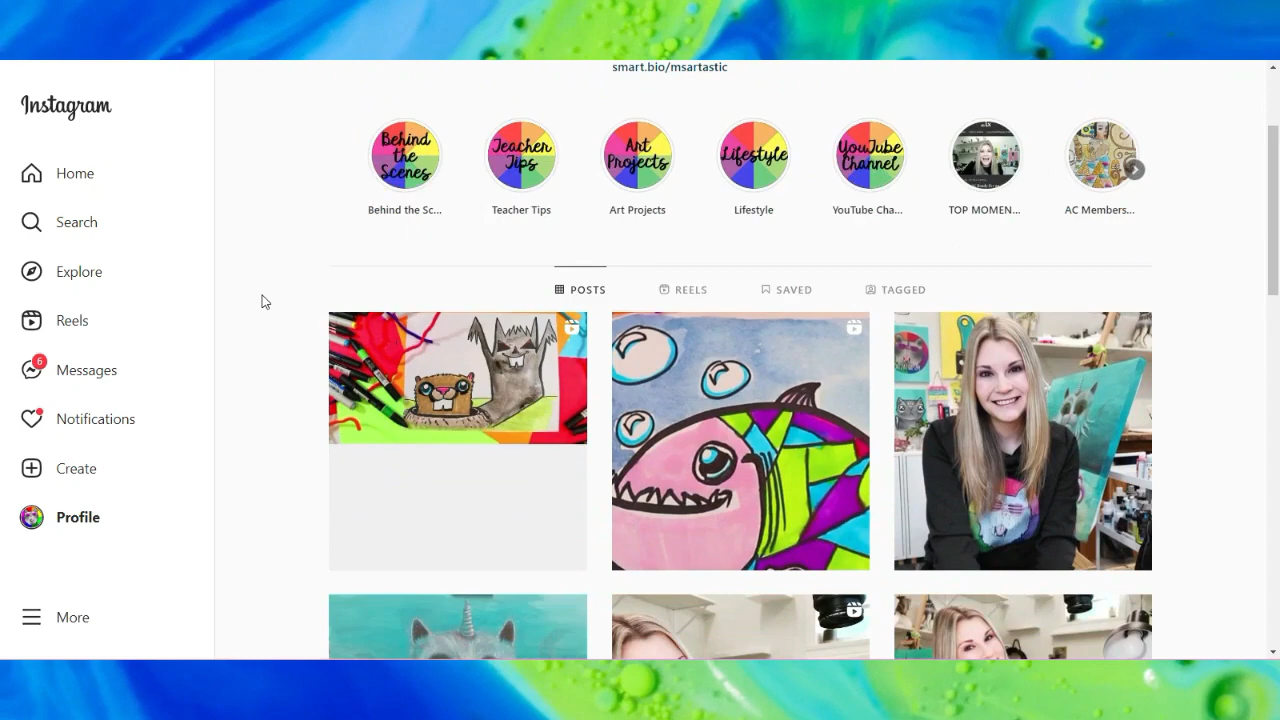 smart.bio/msartastic
Instagram
Home
Search
Explore
Reels
6
Messages
Notifications
Create
Profile
More
Behind
the
Scenes
Teacher
Tips
Art
Projects
Lifestyle
YouTube
Channel
Behind the Sc...
Teacher Tips
Art Projects
Lifestyle
YouTube Cha...
TOP MOMEN...
AC Members...
POSTS
REELS
SAVED
TAGGED